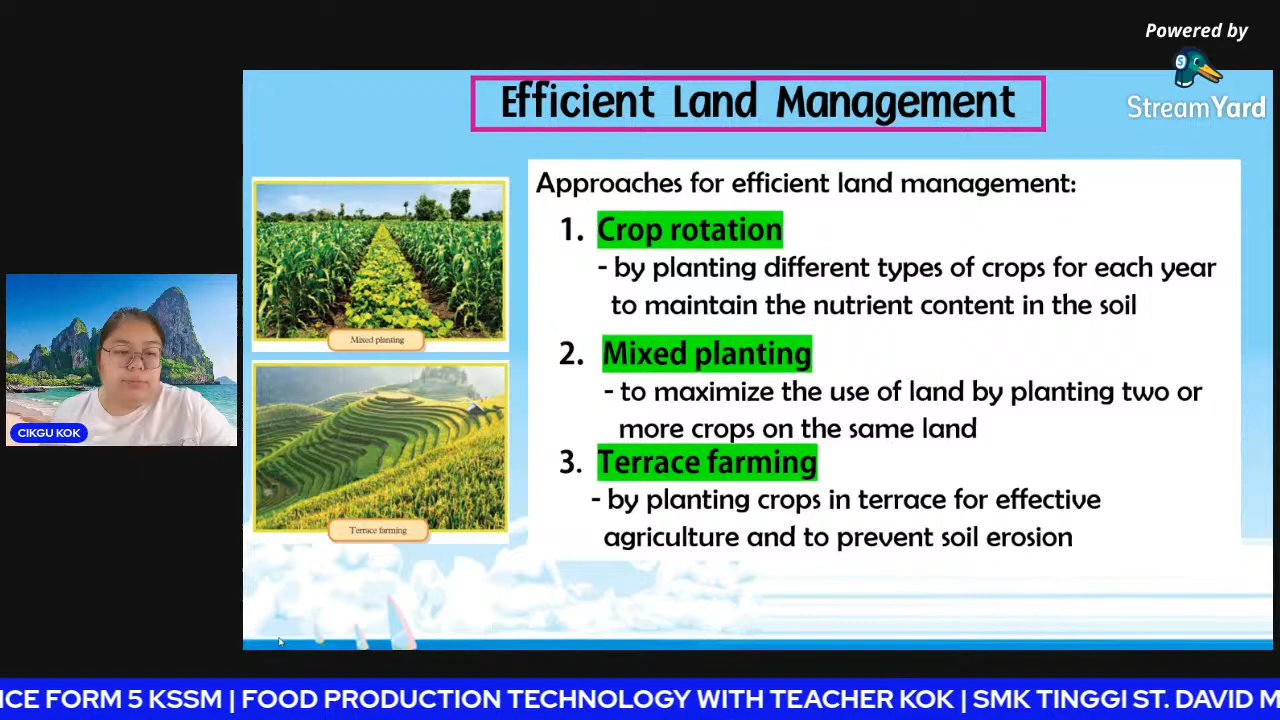 Powered by
StreamYard
Efficient Land Management
Approaches for efficient land management:
1. Crop rotation
- by planting different types of crops for each year
to maintain the nutrient content in the soil
Mixed planting
2. Mixed planting
- to maximize the use of land by planting two or
more crops on the same land
3. Terrace farming
- by planting crops in terrace for effective
agriculture and to prevent soil erosion
Terrace farming
CIKGU KOK
ICE FORM 5 KSSM | FOOD PRODUCTION TECHNOLOGY WITH TEACHER KOK | SMK TINGGI ST. DAVID M